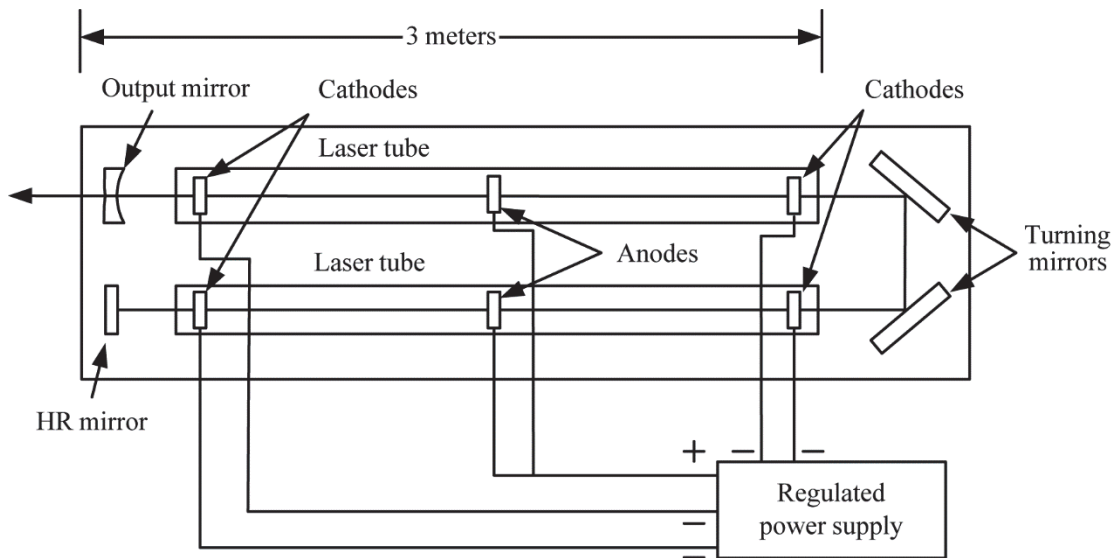 3 meters
Output mirror
Cathodes
Cathodes
Laser tube
Laser tube
Anodes
Turning
mirrors
HR mirror
+
−
−
Regulated
power supply
−
−